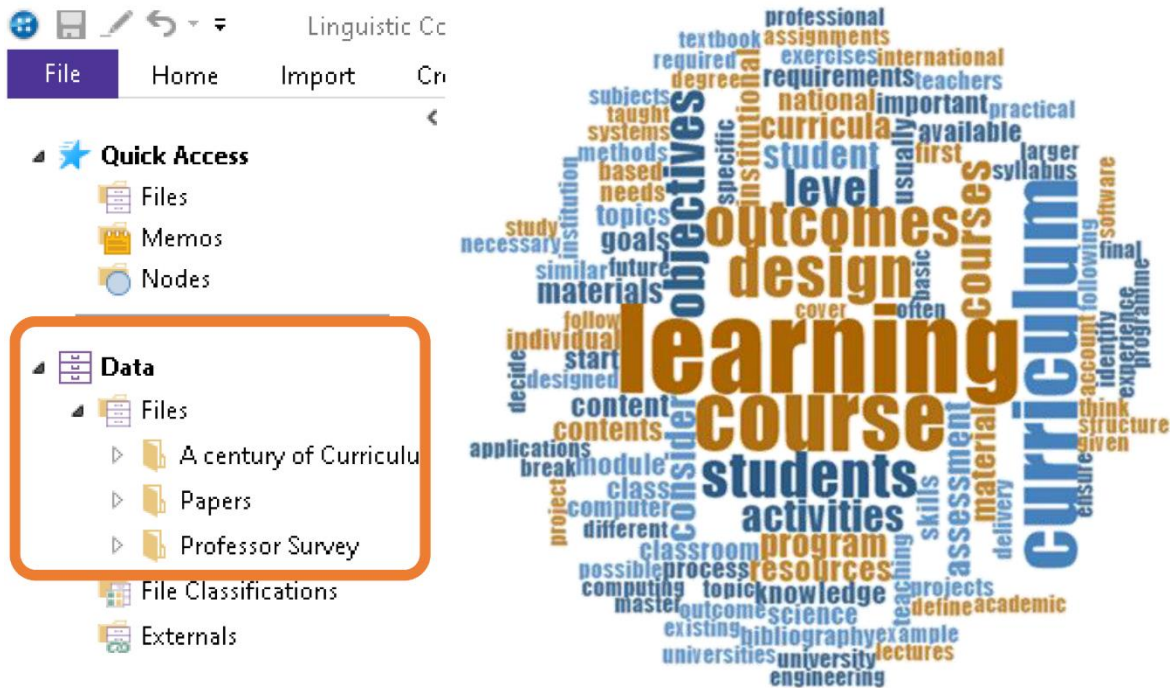 Linguistic Cc
File Home Import Cr
Quick Access
Files
Memos
Nodes
Data
Files
A century of Curriculu
Papers
Professor Survey
File Classifications
Externals
professional
textbook assignments
required exercises international
degree requirements teachers
subjects national important practical
taught institutional curricula available
systems objectives specific usually first larger
methods student syllabus
based level courses software
needs
topics outcomes
study institution goals
necessary
similar future design basic final
materials following
cover often curriculum
follow learning account identify
individual experience programme
start
decide designed
content course think
contents consider assessment material structure
given
applications
break module students ensure
class skills
project computer activities delivery
different
classroom program
possible process resources teaching
computing topic knowledge projects
master outcome science define academic
existing bibliography example
universities university lectures
engineering